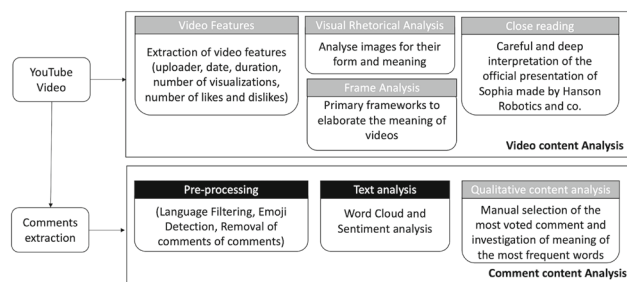 YouTube
Video
Video Features
Extraction of video features
(uploader, date, duration,
number of visualizations,
number of likes and dislikes)
Visual Rhetorical Analysis
Analyse images for their
form and meaning
Frame Analysis
Primary frameworks to
elaborate the meaning of
videos
Close reading
Careful and deep
interpretation of the
official presentation of
Sophia made by Hanson
Robotics and co.
Video content Analysis
Comments
extraction
Pre-processing
(Language Filtering, Emoji
Detection, Removal of
comments of comments)
Text analysis
Word Cloud and
Sentiment analysis
Qualitative content analysis
Manual selection of the
most voted comment and
investigation of meaning of
the most frequent words
Comment content Analysis